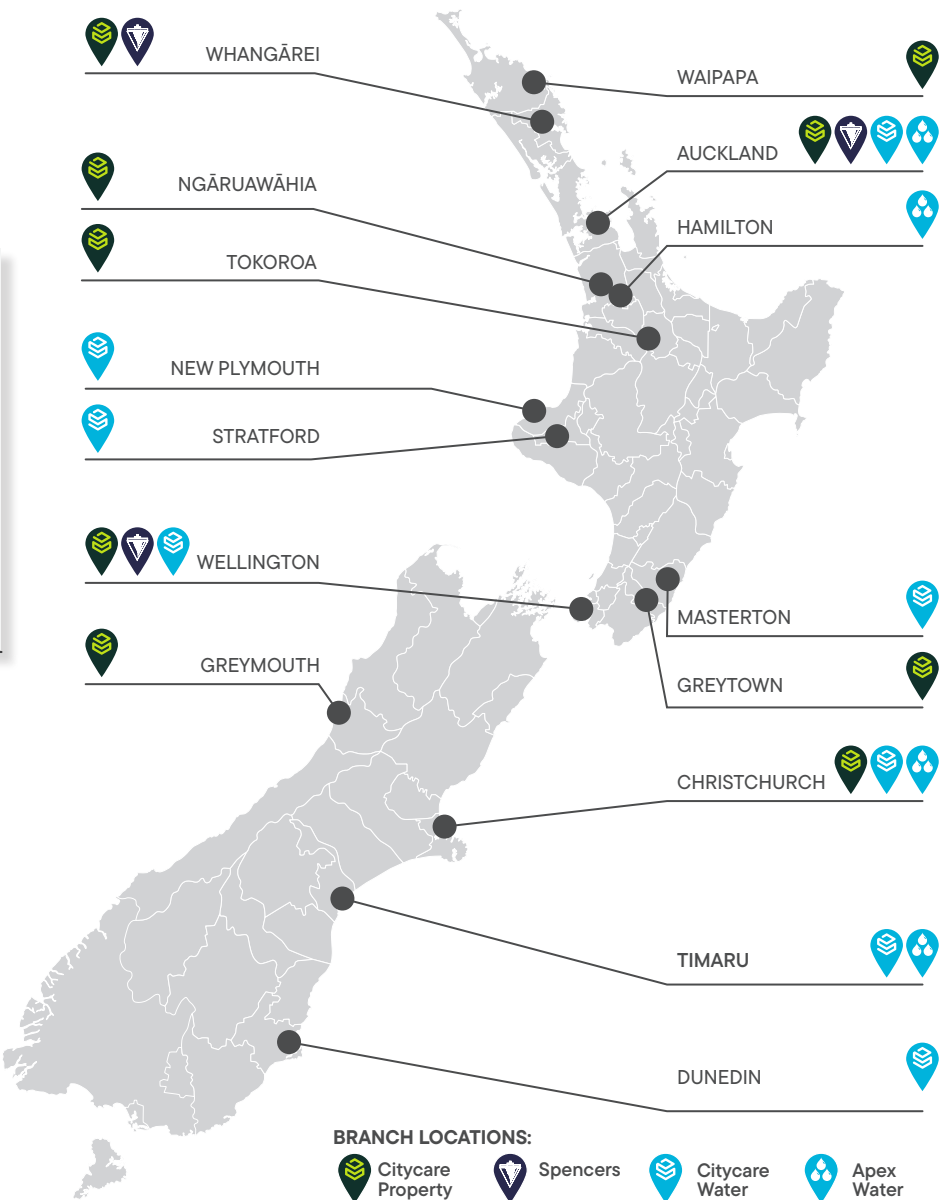 WHANGĀREI
WAIPAPA
AUCKLAND
NGĀRUAWĀHIA
HAMILTON
TOKOROA
NEW PLYMOUTH
STRATFORD
WELLINGTON
MASTERTON
GREYMOUTH
GREYTOWN
CHRISTCHURCH
TIMARU
DUNEDIN
BRANCH LOCATIONS:
Citycare
Property
Spencers
Citycare
Water
Apex
Water